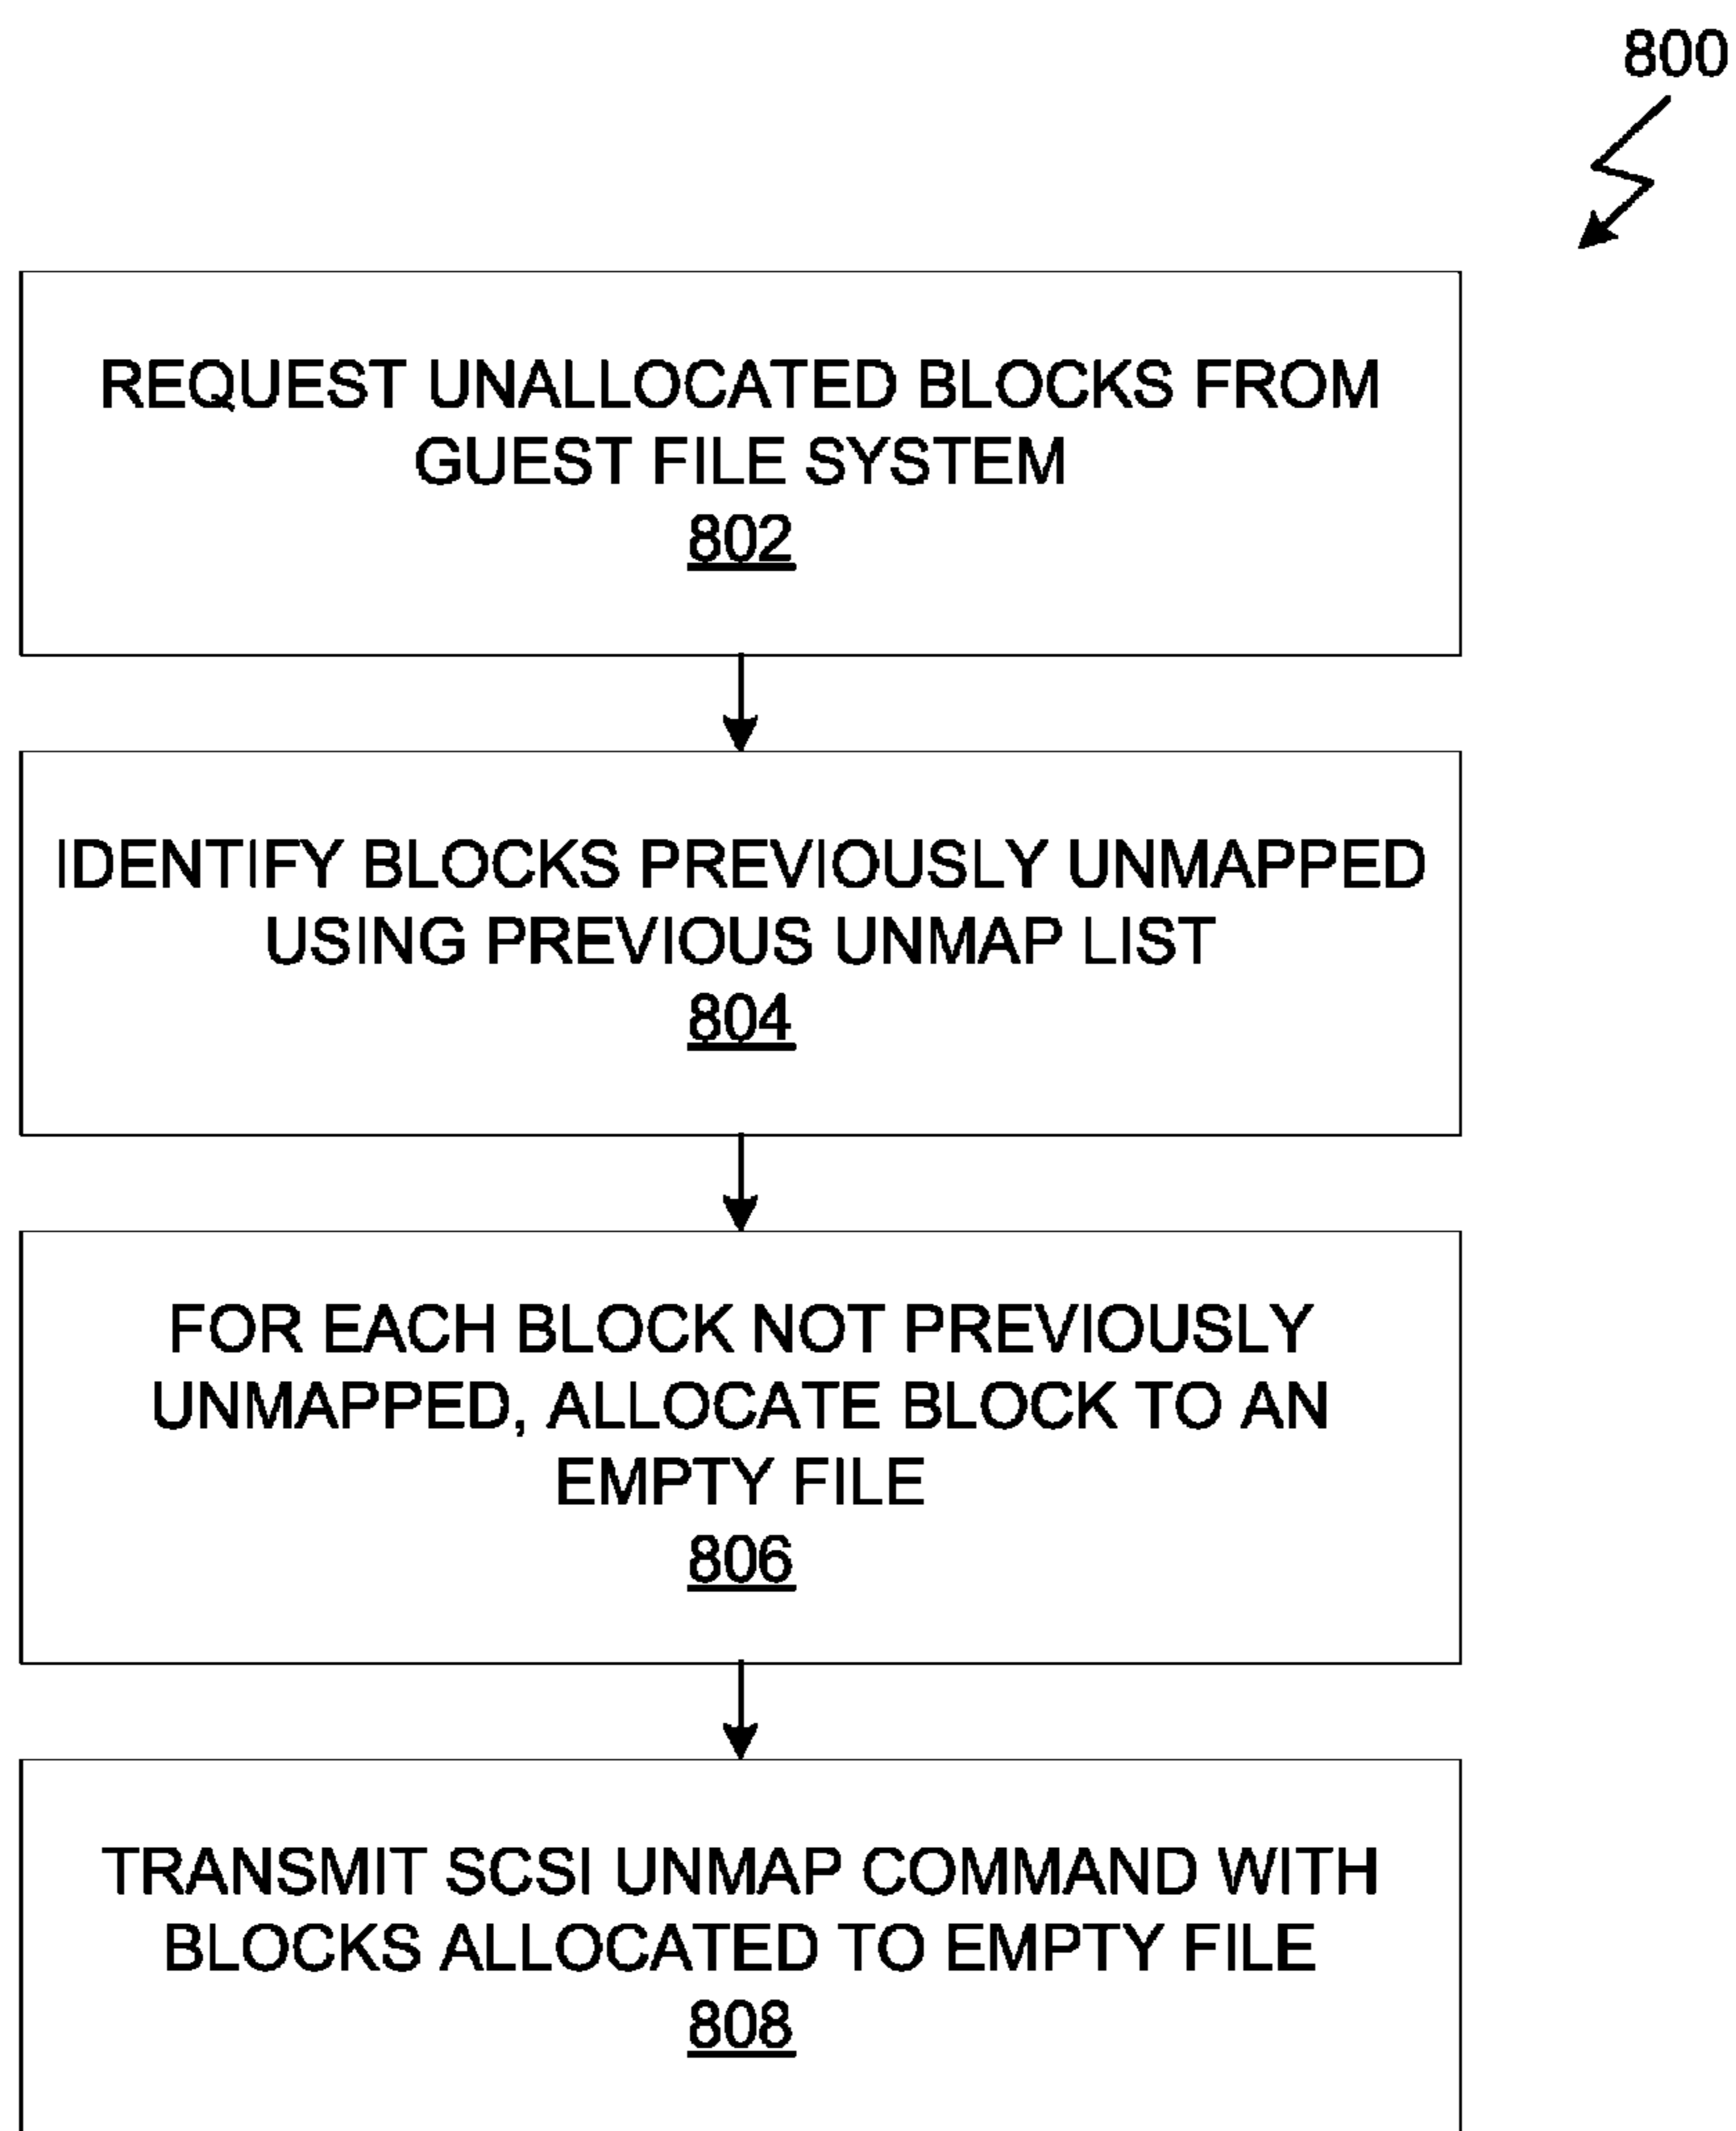 800
REQUEST UNALLOCATED BLOCKS FROM
GUEST FILE SYSTEM
802
IDENTIFY BLOCKS PREVIOUSLY UNMAPPED
USING PREVIOUS UNMAP LIST
804
FOR EACH BLOCK NOT PREVIOUSLY
UNMAPPED, ALLOCATE BLOCK TO AN
EMPTY FILE
806
TRANSMIT SCSI UNMAP COMMAND WITH
BLOCKS ALLOCATED TO EMPTY FILE
808